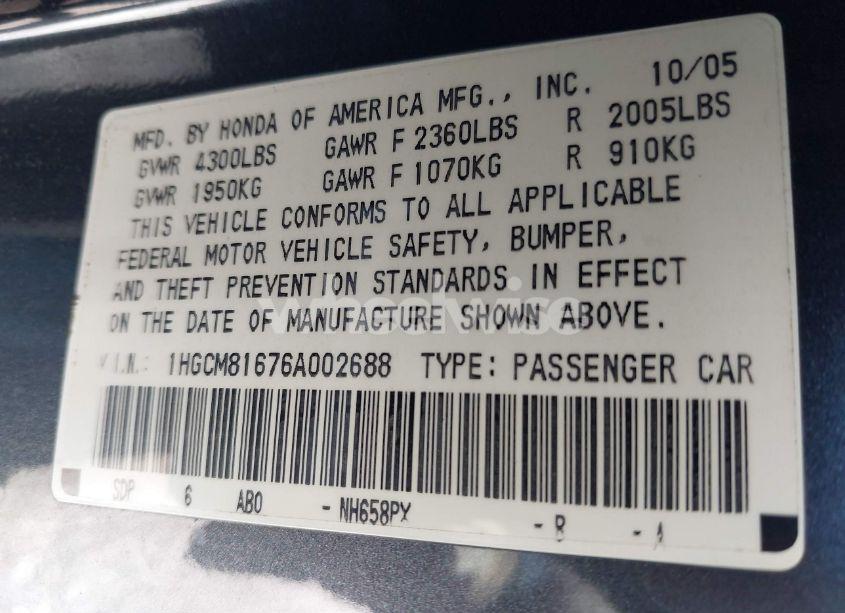 MFD. BY HONDA OF AMERICA MFG., INC. 10/05
GVWR 4300LBS GAWR F 2360LBS R 2005LBS
GVWR 1950KG GAWR F 1070KG R 910KG
THIS VEHICLE CONFORMS TO ALL APPLICABLE
FEDERAL MOTOR VEHICLE SAFETY, BUMPER,
AND THEFT PREVENTION STANDARDS IN EFFECT
ON THE DATE OF MANUFACTURE SHOWN ABOVE.
V.I.N.: 1HGCM81676A002688 TYPE: PASSENGER CAR
SDP 6 AB0 - NH658PX - B - A